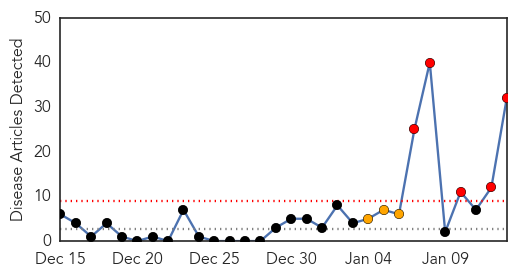 50
40
30
20
10
0
Disease Articles Detected
Dec 15
Dec 20
Dec 25
Dec 30
Jan 04
Jan 09